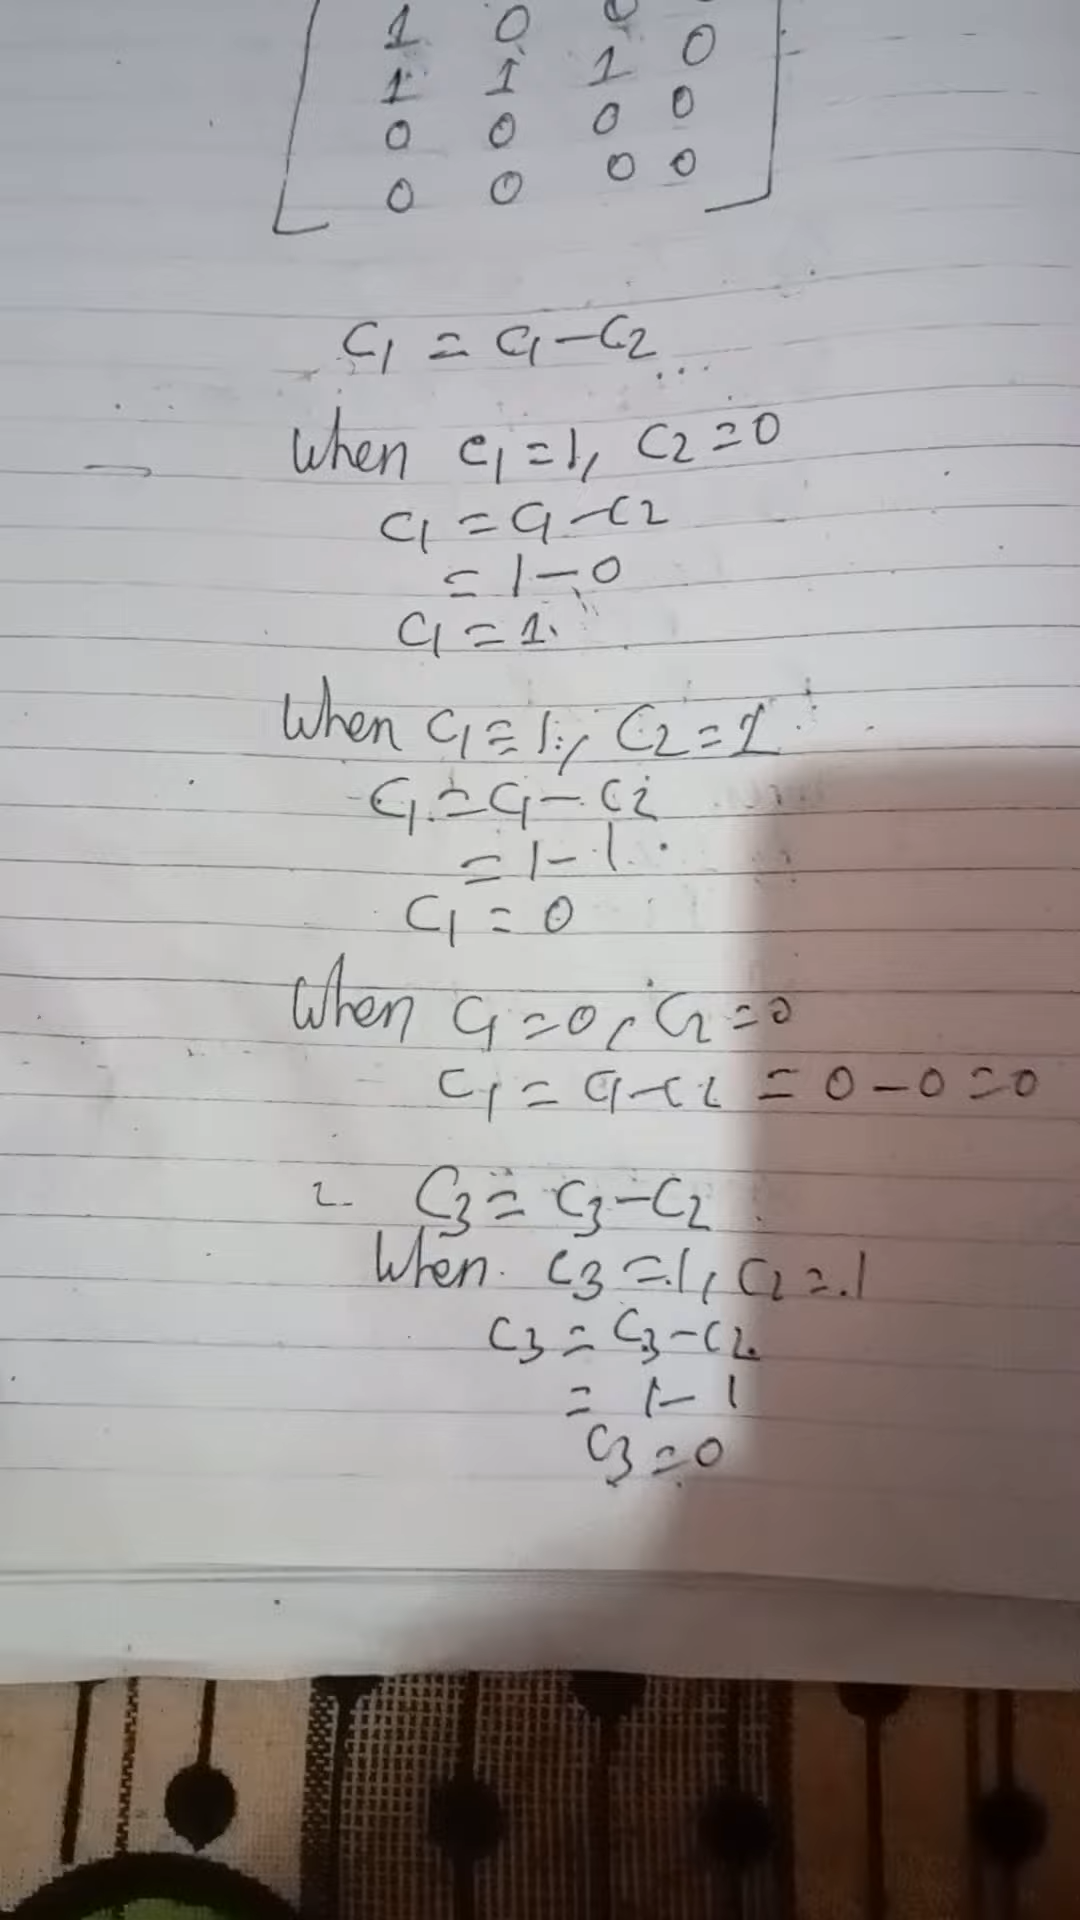 1 0 0
1 1 1 0
0 0 0 0
0 0 0 0
C1 = C1 - C2
When C1 = 1, C2 = 0
C1 = C1 - C2
= 1 - 0
C1 = 1.
When C1 = 1, C2 = 1
C1 = C1 - C2
= 1 - 1
C1 = 0
When C1 = 0, C2 = 0
C1 = C1 - C2 = 0 - 0 = 0
2. C3 = C3 - C2
When C3 = 1, C2 = 1
C3 = C3 - C2
= 1 - 1
C3 = 0